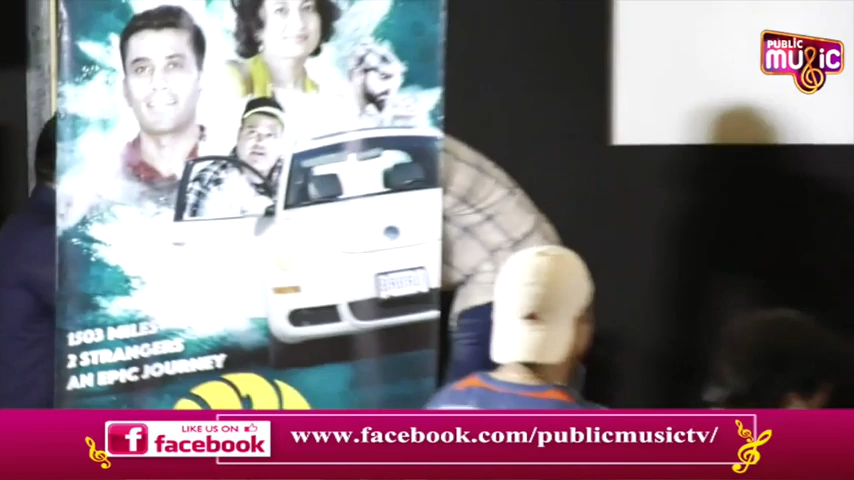 PUBLIC
music
1503 MILES
2 STRANGERS
AN EPIC JOURNEY
LIKE US ON
f facebook
www.facebook.com/publicmusictv/